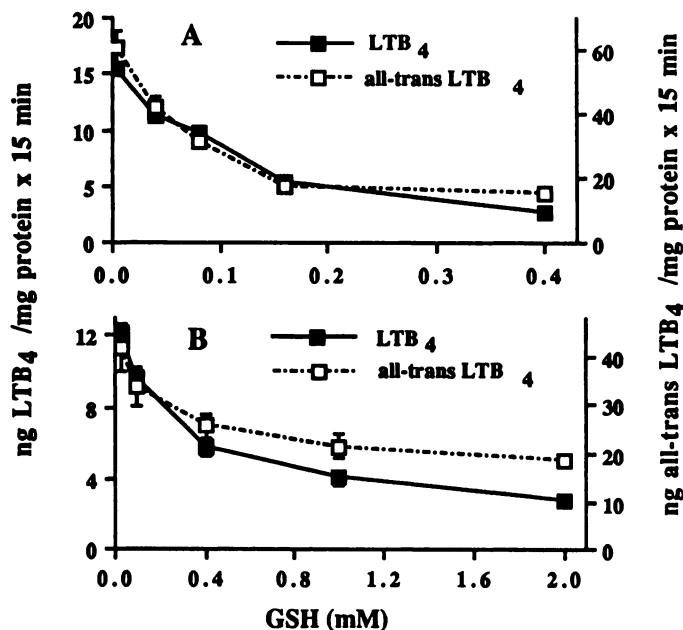 A
LTB4
all-trans LTB4
20
15
10
5
0
60
40
20
0
0.0 0.1 0.2 0.3 0.4
B
LTB4
all-trans LTB4
12
8
4
0
40
30
20
10
0
0.0 0.4 0.8 1.2 1.6 2.0
GSH (mM)
ng LTB4 /mg protein x 15 min
ng all-trans LTB4 /mg protein x 15 min